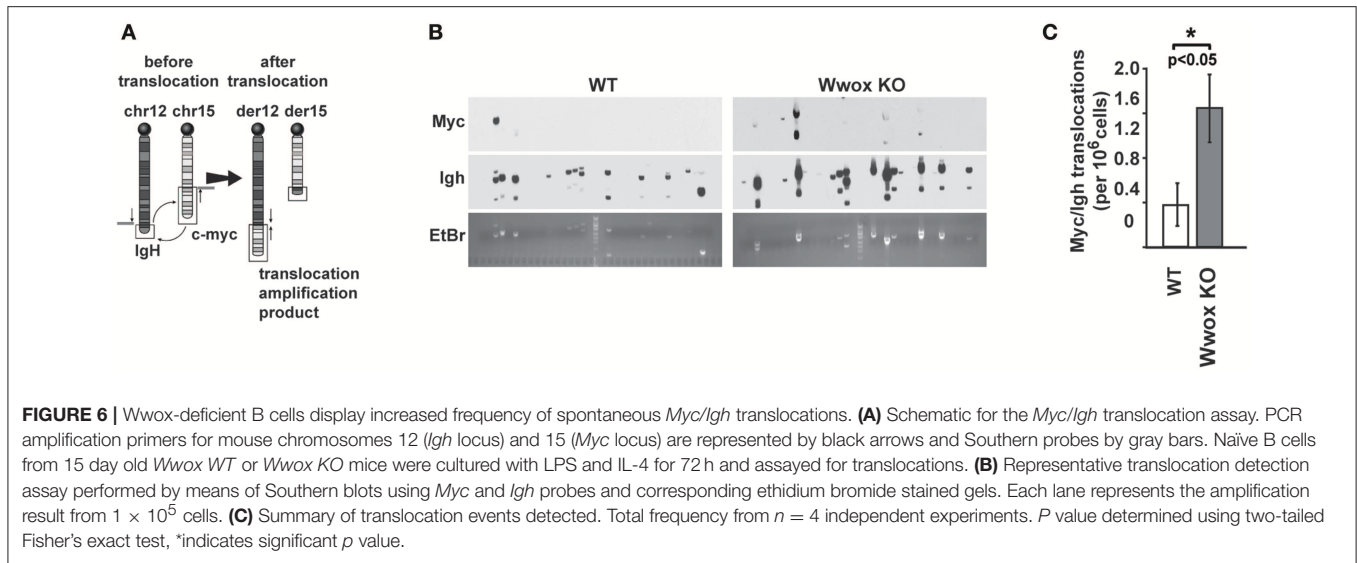 A
before after
translocation translocation
chr12 chr15 der12 der15
IgH
c-myc
translocation
amplification
product
B
WT Wwox KO
Myc
Igh
EtBr
C
*
p<0.05
Myc/Igh translocations
(per 10⁶cells)
2.0
1.6
1.2
0.8
0.4
0
WT
Wwox KO
FIGURE 6 | Wwox-deficient B cells display increased frequency of spontaneous Myc/Igh translocations. (A) Schematic for the Myc/Igh translocation assay. PCR
amplification primers for mouse chromosomes 12 (Igh locus) and 15 (Myc locus) are represented by black arrows and Southern probes by gray bars. Naïve B cells
from 15 day old Wwox WT or Wwox KO mice were cultured with LPS and IL-4 for 72 h and assayed for translocations. (B) Representative translocation detection
assay performed by means of Southern blots using Myc and Igh probes and corresponding ethidium bromide stained gels. Each lane represents the amplification
result from 1 × 10⁵ cells. (C) Summary of translocation events detected. Total frequency from n = 4 independent experiments. P value determined using two-tailed
Fisher's exact test, *indicates significant p value.